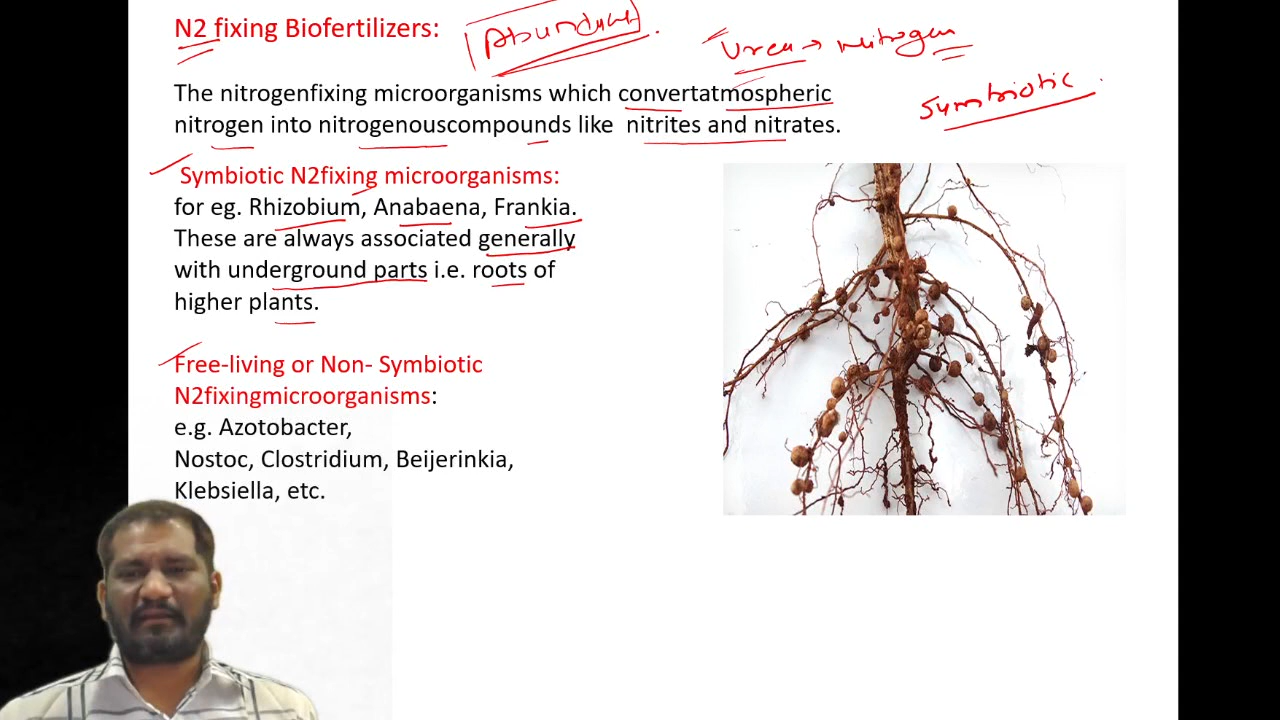 N2 fixing Biofertilizers:
Abundant
Urea → Nitrogen
The nitrogenfixing microorganisms which convertatmospheric
nitrogen into nitrogenouscompounds like nitrites and nitrates.
Symbiotic
Symbiotic N2fixing microorganisms:
for eg. Rhizobium, Anabaena, Frankia.
These are always associated generally
with underground parts i.e. roots of
higher plants.
Free-living or Non- Symbiotic
N2fixingmicroorganisms:
e.g. Azotobacter,
Nostoc, Clostridium, Beijerinkia,
Klebsiella, etc.